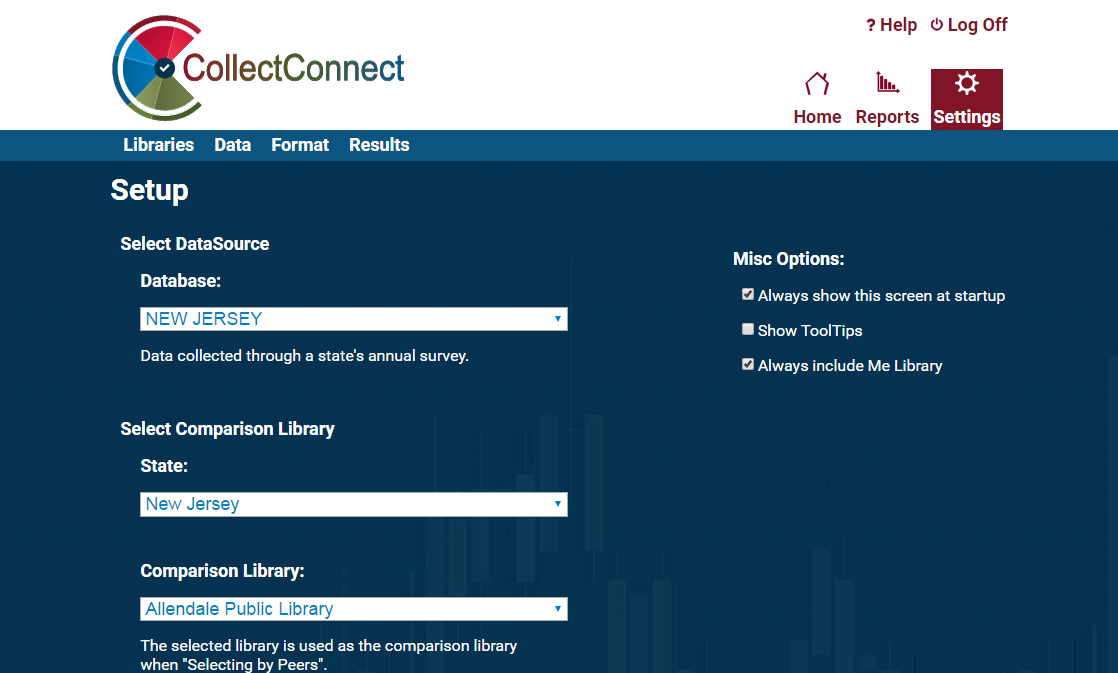 ? Help Log Off
CollectConnect
Home Reports Settings
Libraries Data Format Results
Setup
Select DataSource
Database:
NEW JERSEY
Data collected through a state's annual survey.
Misc Options:
Always show this screen at startup
Show ToolTips
Always include Me Library
Select Comparison Library
State:
New Jersey
Comparison Library:
Allendale Public Library
The selected library is used as the comparison library
when "Selecting by Peers".